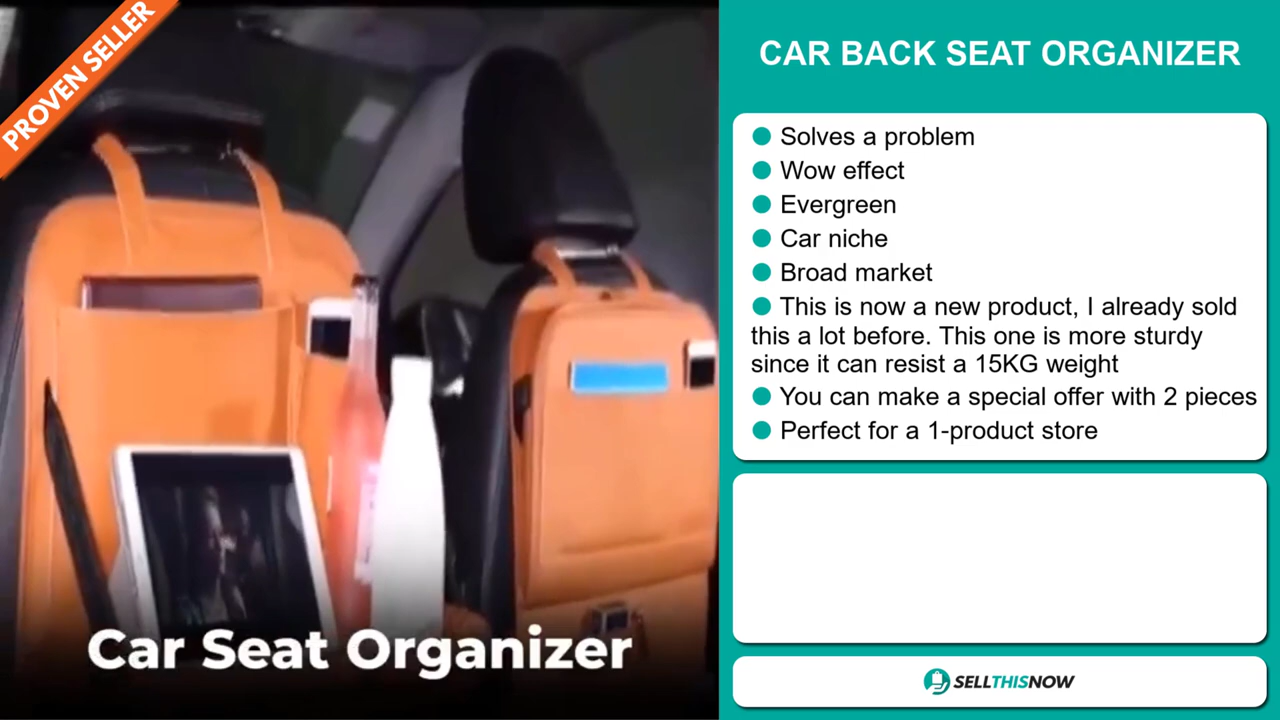 PROVEN SELLER
Car Seat Organizer
CAR BACK SEAT ORGANIZER
Solves a problem
Wow effect
Evergreen
Car niche
Broad market
This is now a new product, I already sold
this a lot before. This one is more sturdy
since it can resist a 15KG weight
You can make a special offer with 2 pieces
Perfect for a 1-product store
SELLTHISNOW